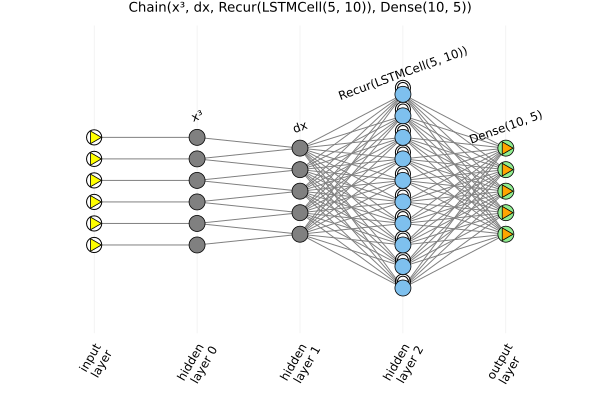 Chain(x³, dx, Recur(LSTMCell(5, 10)), Dense(10, 5))
Recur(LSTMCell(5, 10))
x³
dx
Dense(10, 5)
input
layer
hidden
layer 0
hidden
layer 1
hidden
layer 2
output
layer